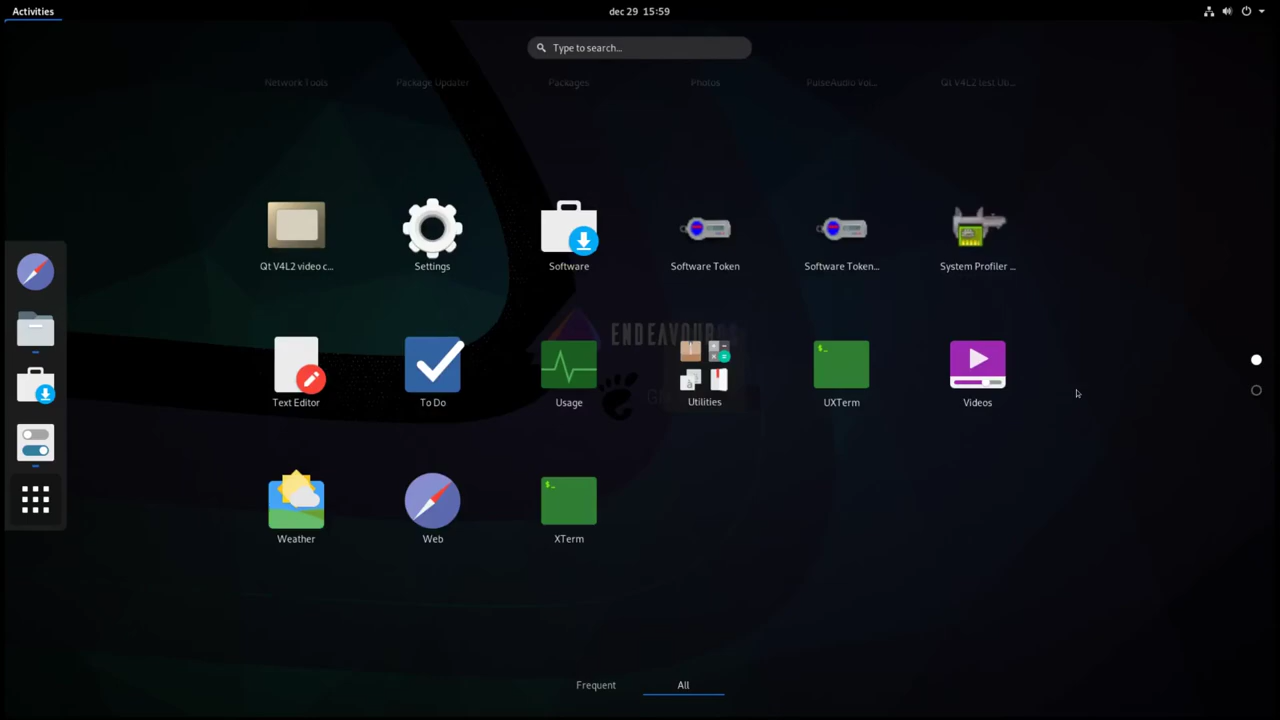 Activities
dec 29 15:59
Type to search...
Network Tools
Package Updater
Packages
Photos
PulseAudio Vol...
Qt V4L2 test Ub...
Qt V4L2 video c...
Settings
Software
Software Token
Software Token...
System Profiler ...
ENDEAVOUR
Text Editor
To Do
Usage
Utilities
UXTerm
Videos
Weather
Web
XTerm
Frequent
All